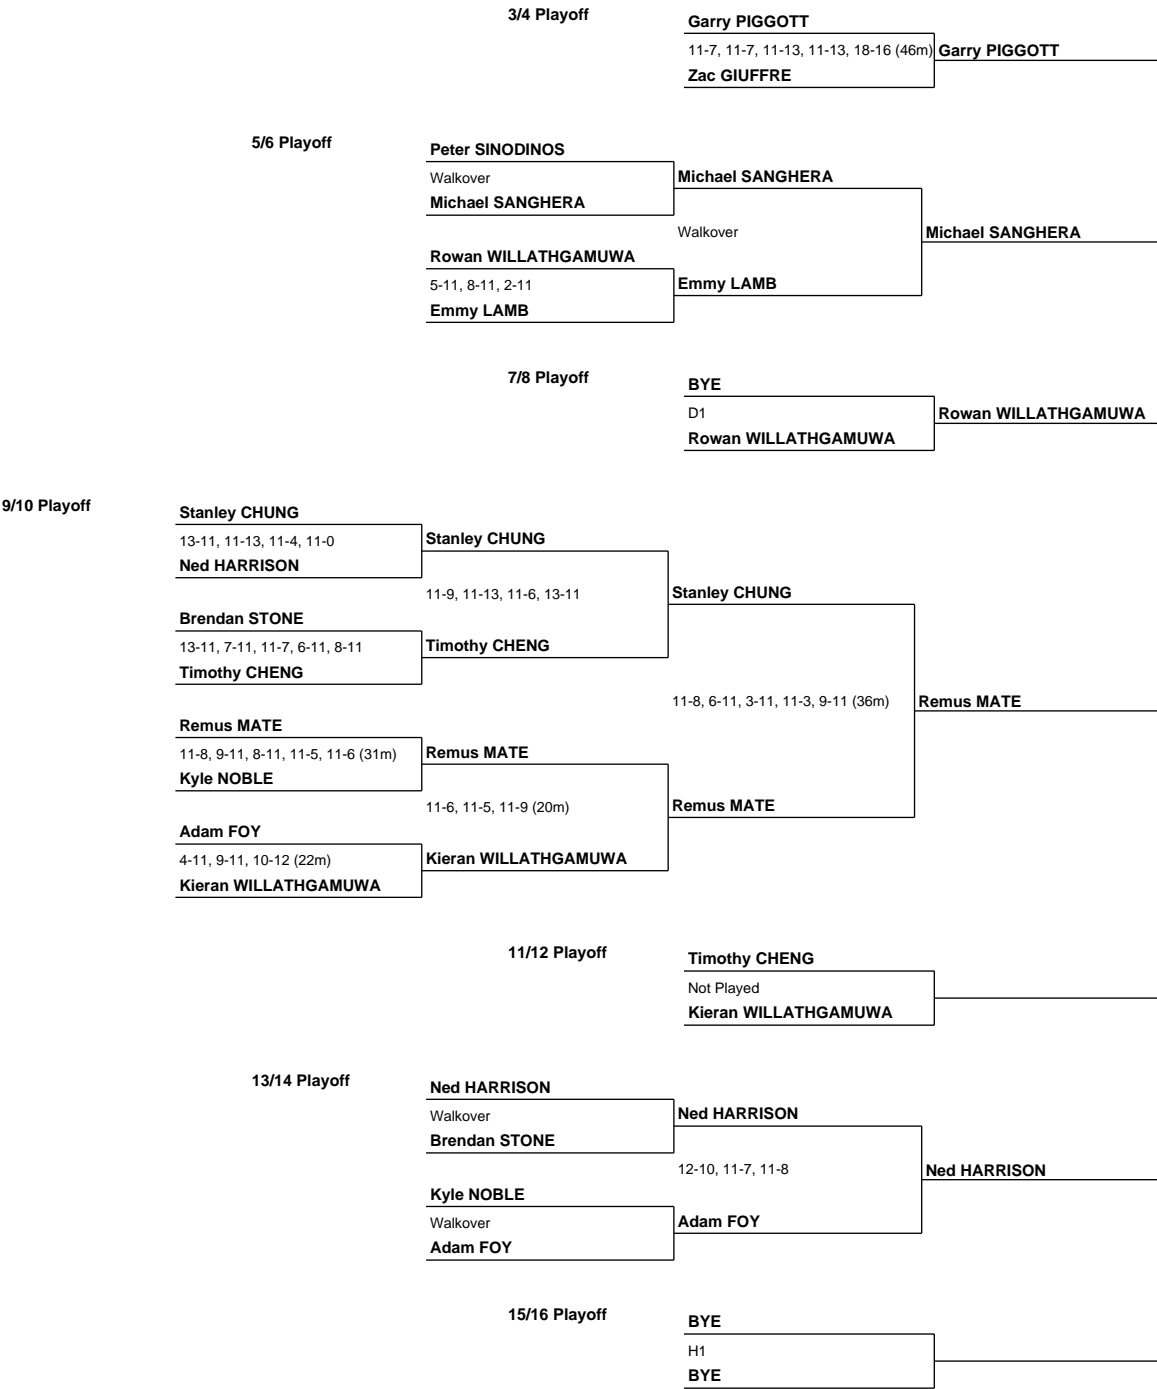 3/4 Playoff
Garry PIGGOTT
11-7, 11-7, 11-13, 11-13, 18-16 (46m)
Garry PIGGOTT
Zac GIUFFRE
5/6 Playoff
Peter SINODINOS
Walkover
Michael SANGHERA
Michael SANGHERA
Walkover
Michael SANGHERA
Rowan WILLATHGAMUWA
5-11, 8-11, 2-11
Emmy LAMB
Emmy LAMB
7/8 Playoff
BYE
D1
Rowan WILLATHGAMUWA
Rowan WILLATHGAMUWA
9/10 Playoff
Stanley CHUNG
13-11, 11-13, 11-4, 11-0
Stanley CHUNG
Ned HARRISON
11-9, 11-13, 11-6, 13-11
Stanley CHUNG
Brendan STONE
13-11, 7-11, 11-7, 6-11, 8-11
Timothy CHENG
Timothy CHENG
11-8, 6-11, 3-11, 11-3, 9-11 (36m)
Remus MATE
Remus MATE
11-8, 9-11, 8-11, 11-5, 11-6 (31m)
Remus MATE
Kyle NOBLE
11-6, 11-5, 11-9 (20m)
Remus MATE
Adam FOY
4-11, 9-11, 10-12 (22m)
Kieran WILLATHGAMUWA
Kieran WILLATHGAMUWA
11/12 Playoff
Timothy CHENG
Not Played
Kieran WILLATHGAMUWA
13/14 Playoff
Ned HARRISON
Walkover
Ned HARRISON
Brendan STONE
12-10, 11-7, 11-8
Ned HARRISON
Kyle NOBLE
Walkover
Adam FOY
Adam FOY
15/16 Playoff
BYE
H1
BYE